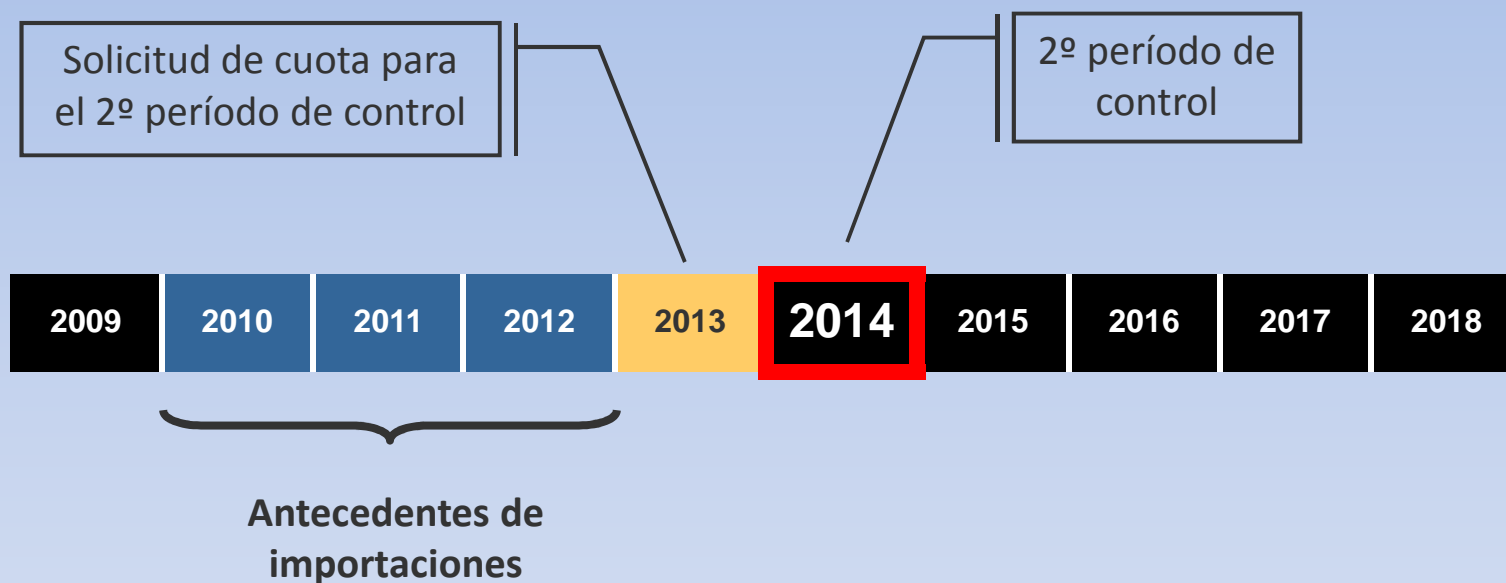 Solicitud de cuota para
el 2º período de control
2º período de
control
2009 2010 2011 2012 2013 2014 2015 2016 2017 2018
Antecedentes de
importaciones